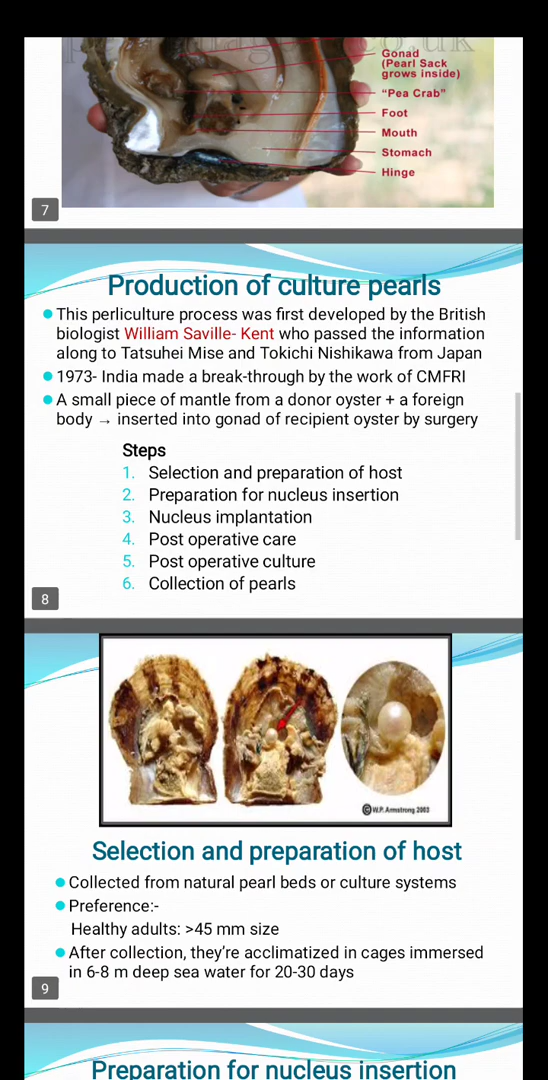 Gonad
(Pearl Sack
grows inside)
"Pea Crab"
Foot
Mouth
Stomach
Hinge
7
Production of culture pearls
This perliculture process was first developed by the British
biologist William Saville- Kent who passed the information
along to Tatsuhei Mise and Tokichi Nishikawa from Japan
1973- India made a break-through by the work of CMFRI
A small piece of mantle from a donor oyster + a foreign
body → inserted into gonad of recipient oyster by surgery
Steps
1. Selection and preparation of host
2. Preparation for nucleus insertion
3. Nucleus implantation
4. Post operative care
5. Post operative culture
6. Collection of pearls
8
©W.P. Armstrong 2003
Selection and preparation of host
Collected from natural pearl beds or culture systems
Preference:-
Healthy adults: >45 mm size
After collection, they're acclimatized in cages immersed
in 6-8 m deep sea water for 20-30 days
9
Preparation for nucleus insertion